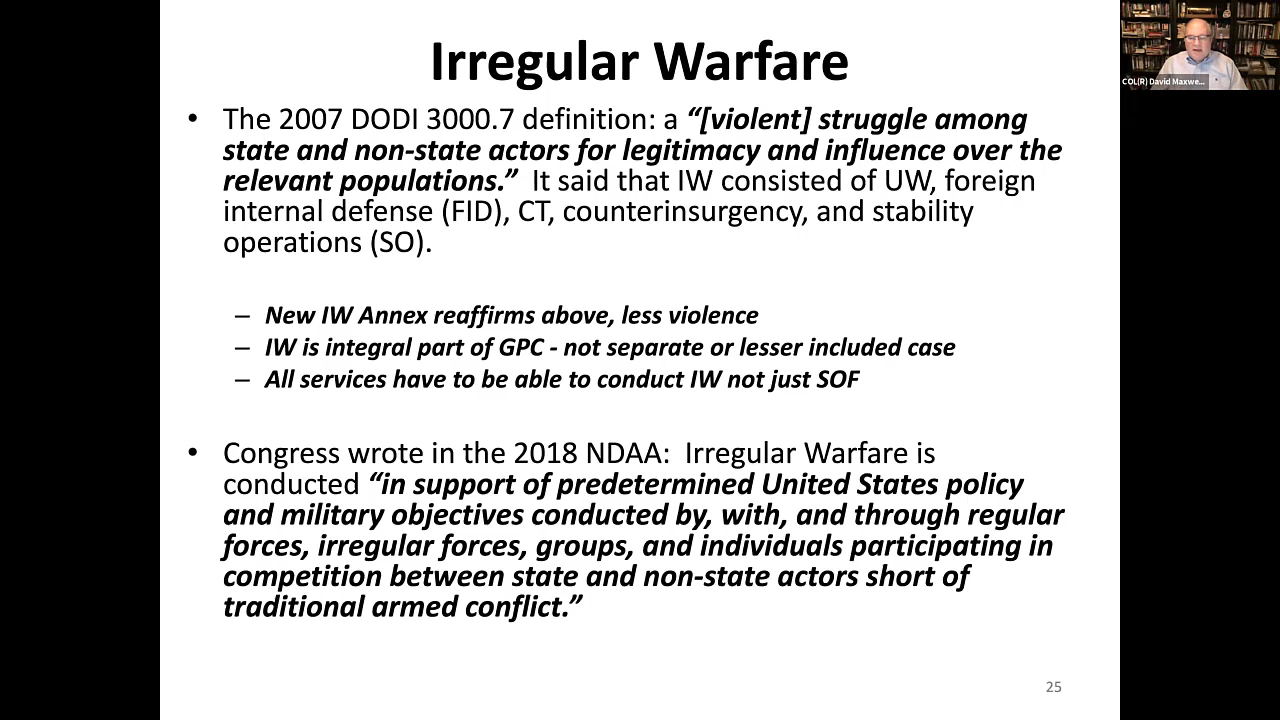 Irregular Warfare
• The 2007 DODI 3000.7 definition: a “[violent] struggle among
state and non-state actors for legitimacy and influence over the
relevant populations.” It said that IW consisted of UW, foreign
internal defense (FID), CT, counterinsurgency, and stability
operations (SO).
– New IW Annex reaffirms above, less violence
– IW is integral part of GPC - not separate or lesser included case
– All services have to be able to conduct IW not just SOF
• Congress wrote in the 2018 NDAA: Irregular Warfare is
conducted “in support of predetermined United States policy
and military objectives conducted by, with, and through regular
forces, irregular forces, groups, and individuals participating in
competition between state and non-state actors short of
traditional armed conflict.”
25
COL(R) David Maxwe...